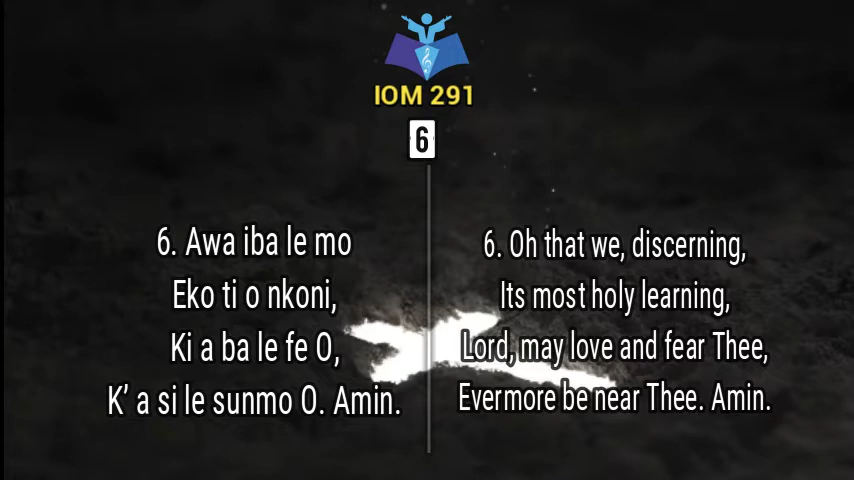 IOM 291
6
6. Awa iba le mo
Eko ti o nkoni,
Ki a ba le fe O,
K' a si le sunmo O. Amin.
6. Oh that we, discerning,
Its most holy learning,
Lord, may love and fear Thee,
Evermore be near Thee. Amin.